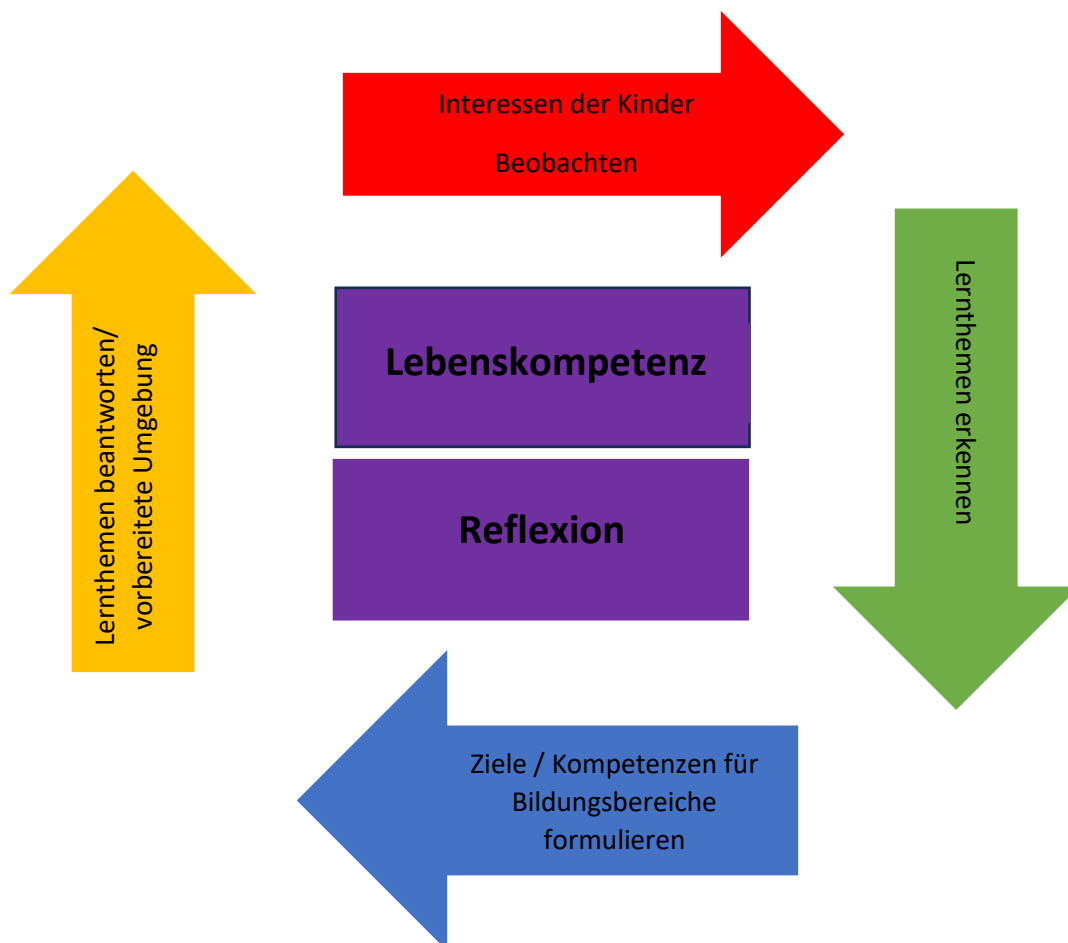 Interessen der Kinder
Beobachten
Lernthemen erkennen
Lebenskompetenz
Reflexion
Ziele / Kompetenzen für
Bildungsbereiche
formulieren
Lernthemen beantworten/
vorbereitete Umgebung